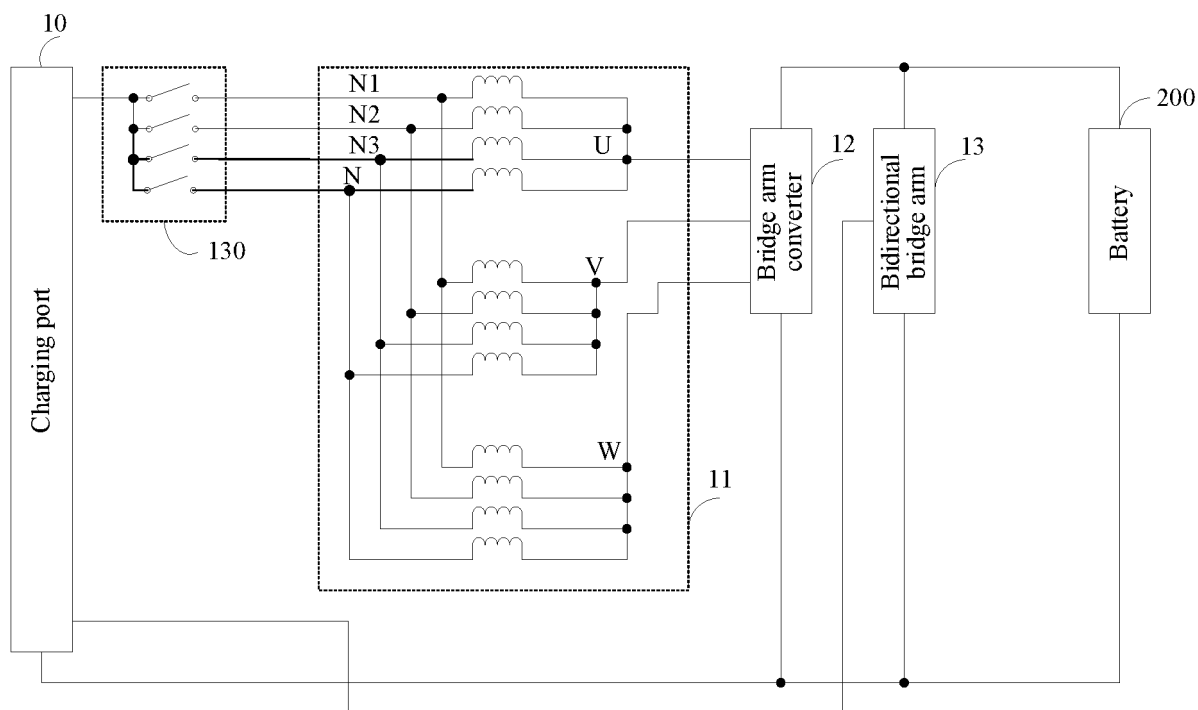 10
N1
N2
N3
N
U
200
12
13
130
Bridge arm
converter
Bidirectional
bridge arm
Battery
V
Charging port
W
11